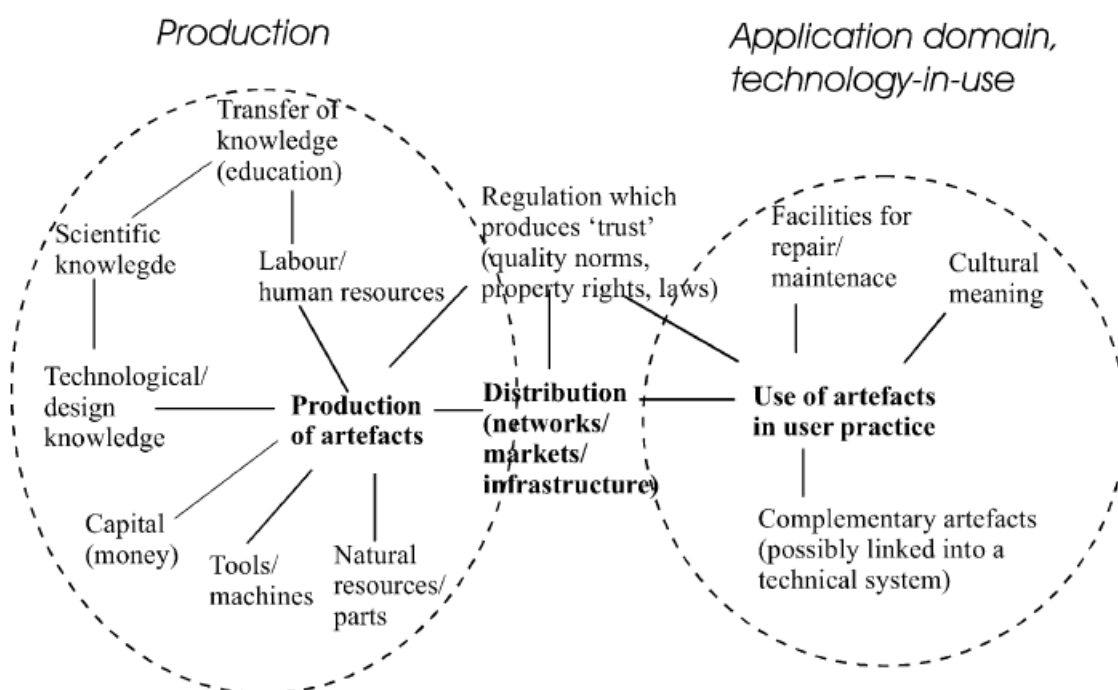 Production
Application domain,
technology-in-use
Transfer of
knowledge
(education)
Scientific
knowlegde
Labour/
human resources
Regulation which
produces ‘trust’
(quality norms,
property rights, laws)
Facilities for
repair/
maintenace
Cultural
meaning
Technological/
design
knowledge
Production
of artefacts
Distribution
(networks/
markets/
infrastructure)
Use of artefacts
in user practice
Capital
(money)
Tools/
machines
Natural
resources/
parts
Complementary artefacts
(possibly linked into a
technical system)